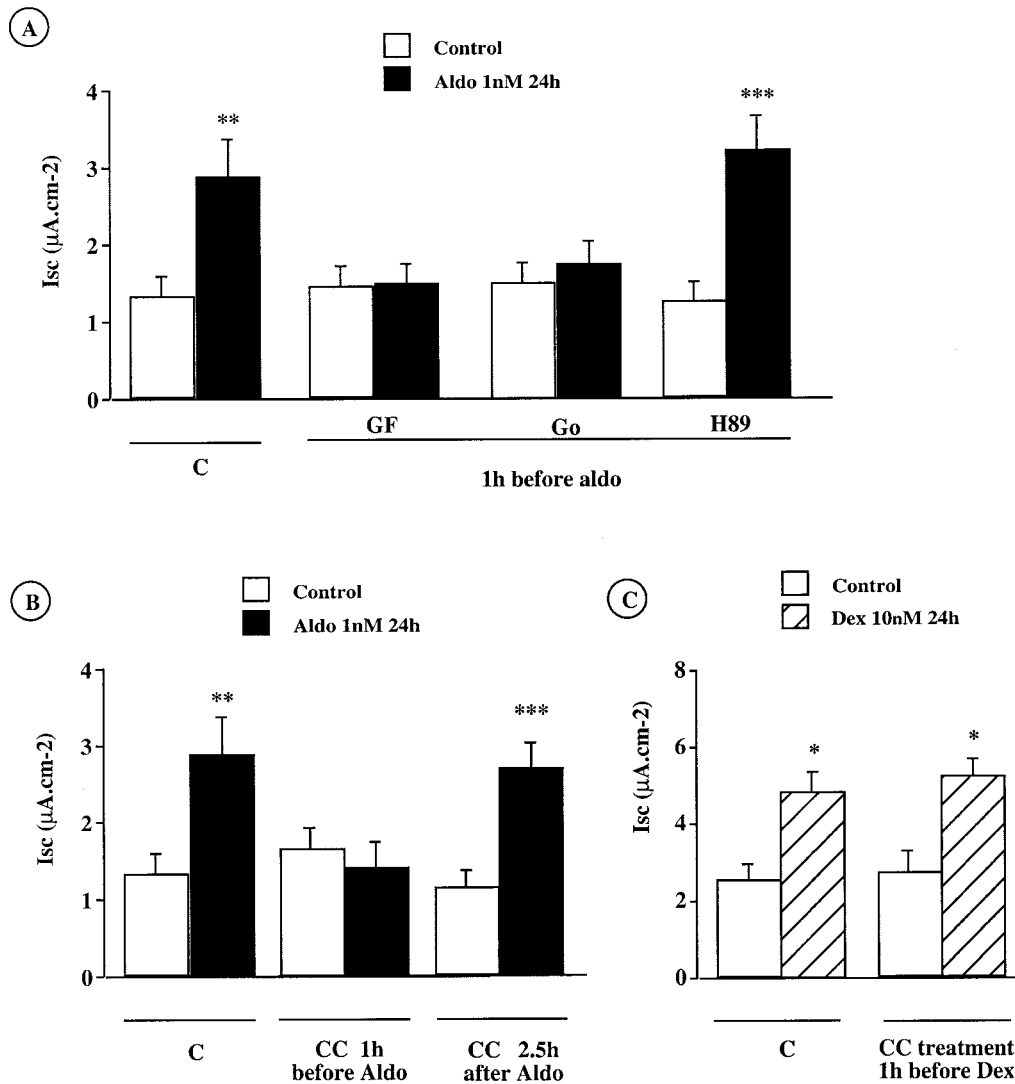 A
Control
Aldo 1nM 24h
4
3
2
1
0
Isc (µA.cm-2)
**
***
GF
Go
H89
C
1h before aldo
B
Control
Aldo 1nM 24h
4
3
2
1
0
Isc (µA.cm-2)
**
***
C
CC 1h
before Aldo
CC 2.5h
after Aldo
C
Control
Dex 10nM 24h
8
6
4
2
0
Isc (µA.cm-2)
*
*
C
CC treatment
1h before Dex